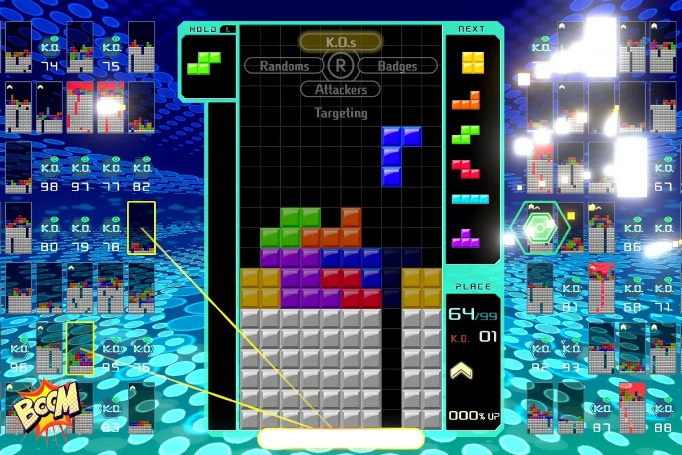 HOLD L
K.O.s
Randoms R Badges
Attackers
Targeting
NEXT
PLACE
64/99
K.O. 01
000% UP
K.O. 74
K.O. 75
K.O. 98
K.O. 97
K.O. 77
K.O. 82
K.O. 80
K.O. 79
K.O. 78
K.O. 96
K.O. 95
K.O. 76
K.O. 83
BOOM
67
K.O. 86
K.O. 81
K.O. 68
K.O. 71
K.O. 92
K.O. 93
K.O. 87
K.O. 88